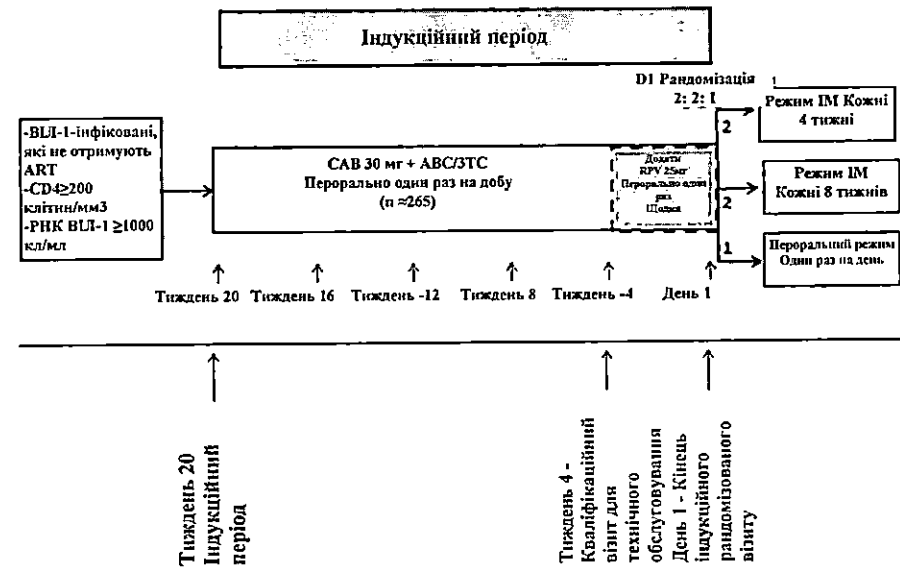 Індукційний період
D1 Рандомізація
2: 2: 1
-ВІЛ-1-інфіковані,
які не отримують
ART
-CD4≥200
клітин/мм3
-РНК ВІЛ-1 ≥1000
кл/мл
CAB 30 мг + ABC/3TC
Перорально один раз на добу
(n ≈265)
Додати
RPV 25мг
Перорально один
раз
Щодня
2
Режим ІМ Кожні
4 тижні
2
Режим ІМ
Кожні 8 тижнів
1
Пероральний режим
Один раз на день
Тиждень 20
Тиждень 16
Тиждень -12
Тиждень 8
Тиждень -4
День 1
Тиждень 20
Індукційний
період
Тиждень 4 -
Кваліфікаційний
візит для
технічного
обслуговування
День 1 - Кінець
індукційного
рандомізованого
візиту